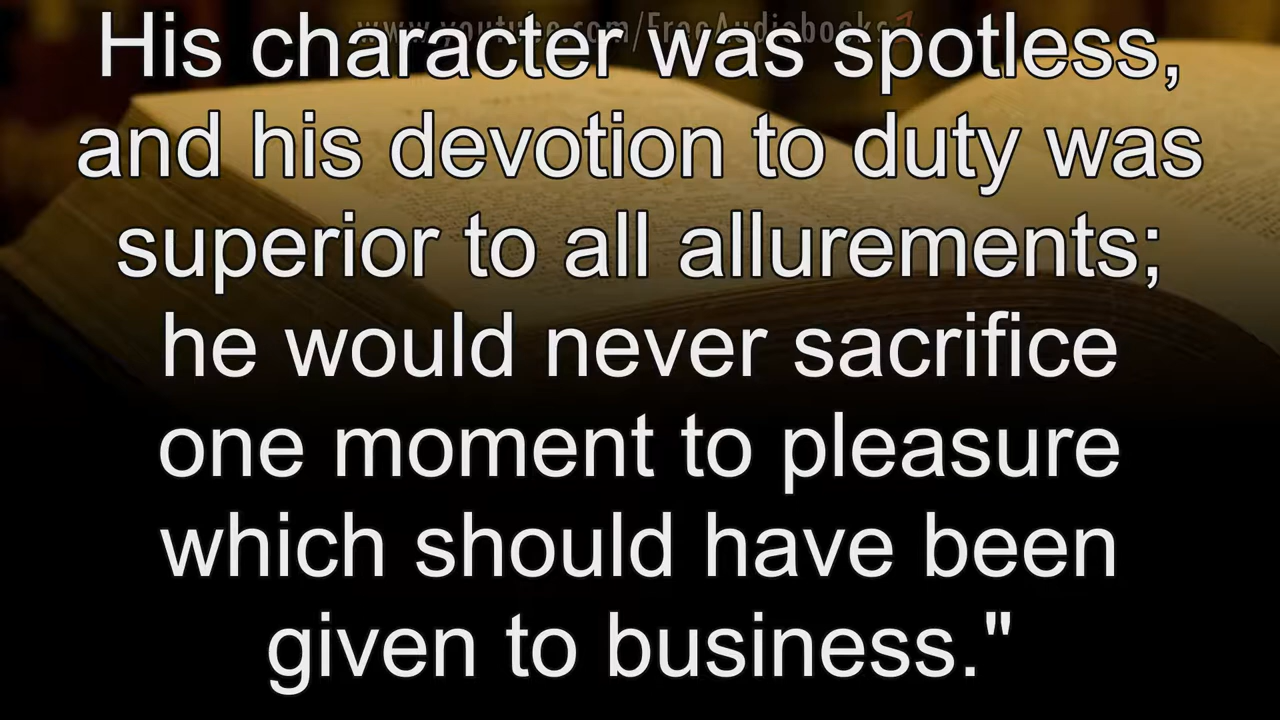 www.youtube.com/FreeAudiobooks
His character was spotless,
and his devotion to duty was
superior to all allurements;
he would never sacrifice
one moment to pleasure
which should have been
given to business."